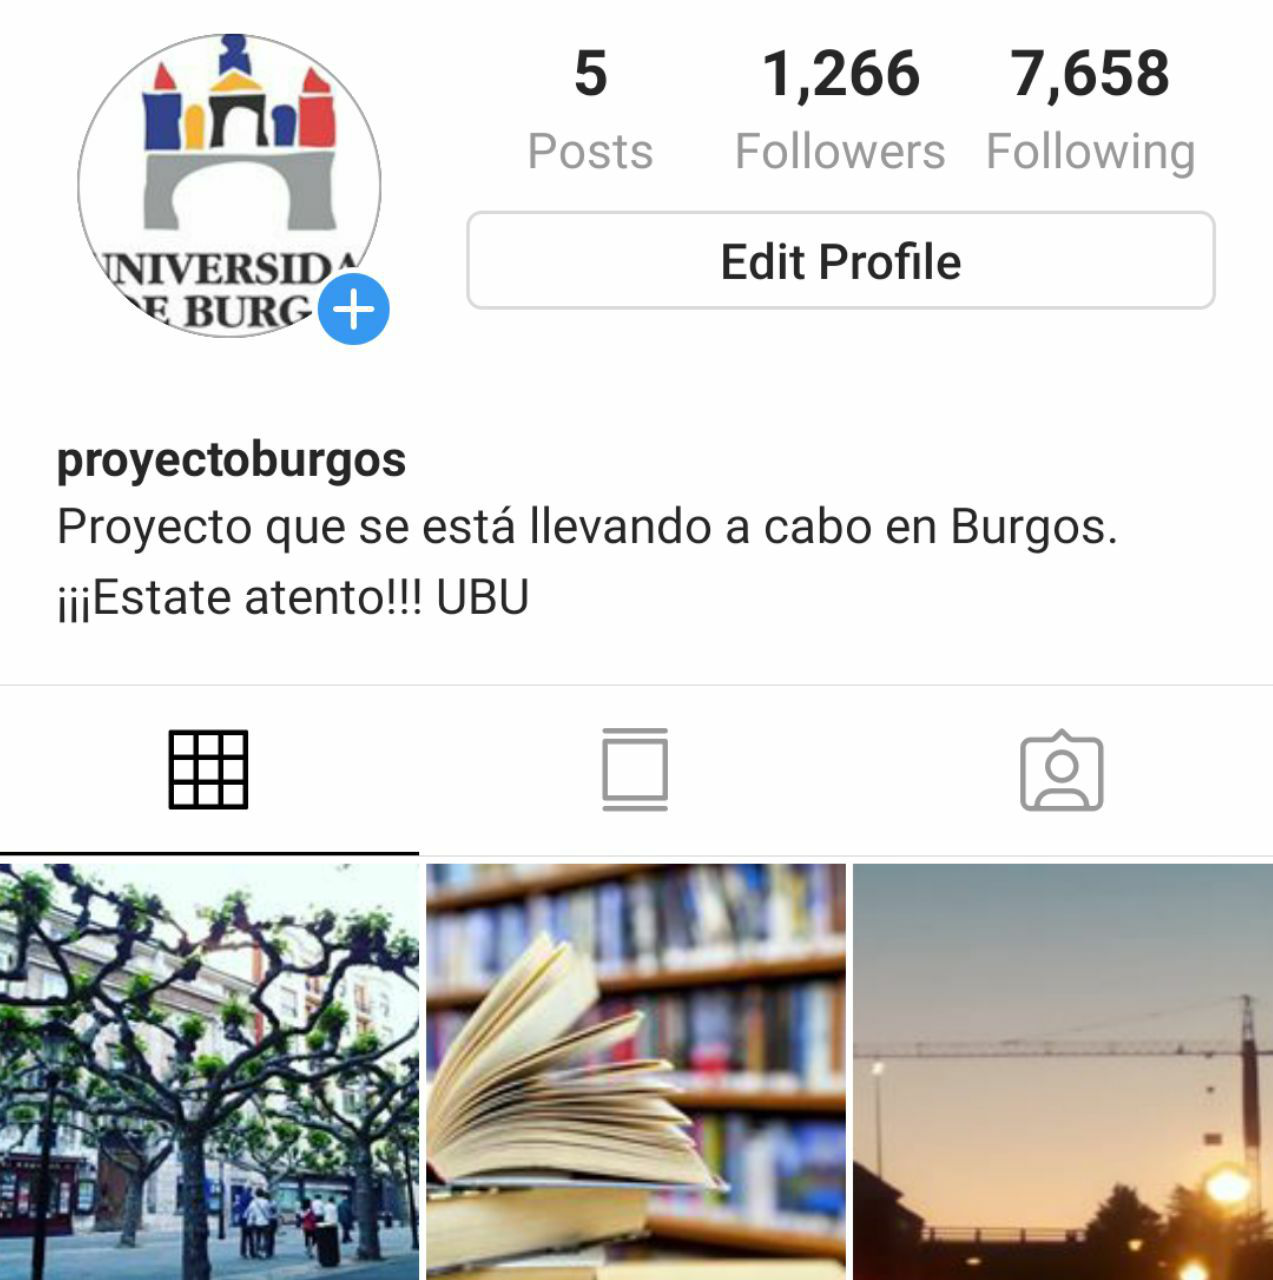 5
1,266
7,658
Posts
Followers
Following
Edit Profile
NIVERSIDA
DE BURG
proyectoburgos
Proyecto que se está llevando a cabo en Burgos.
¡¡¡Estate atento!!! UBU